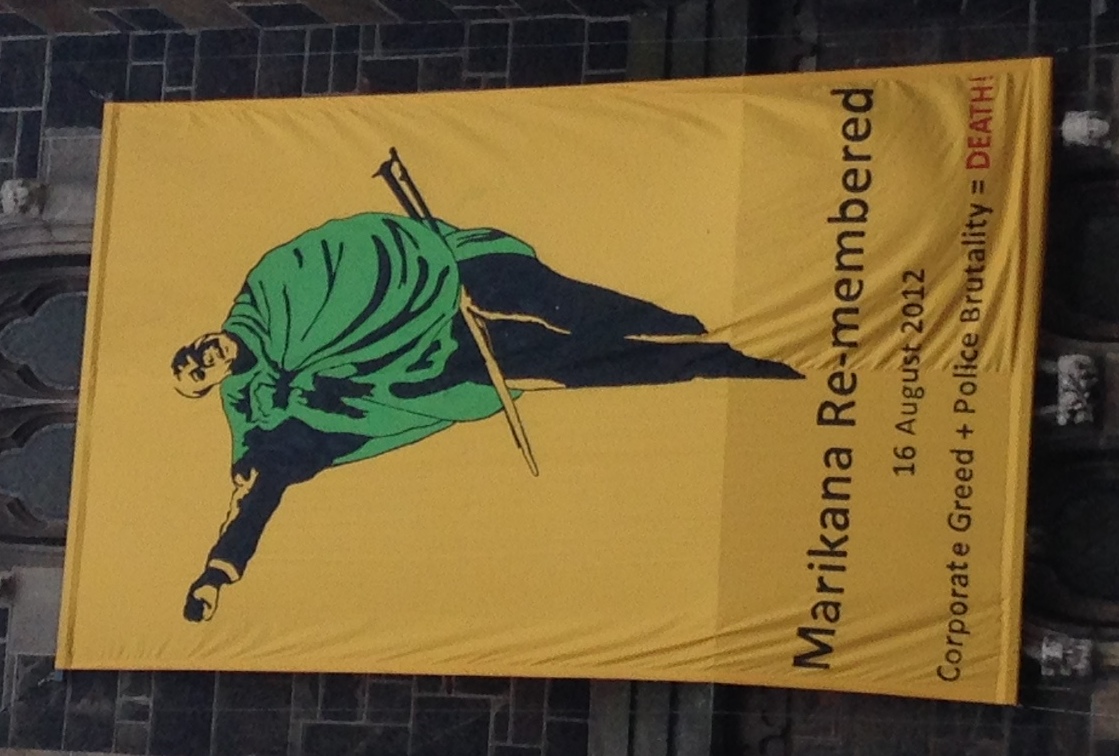 Marikana Re-membered
16 August 2012
Corporate Greed + Police Brutality = DEATH!